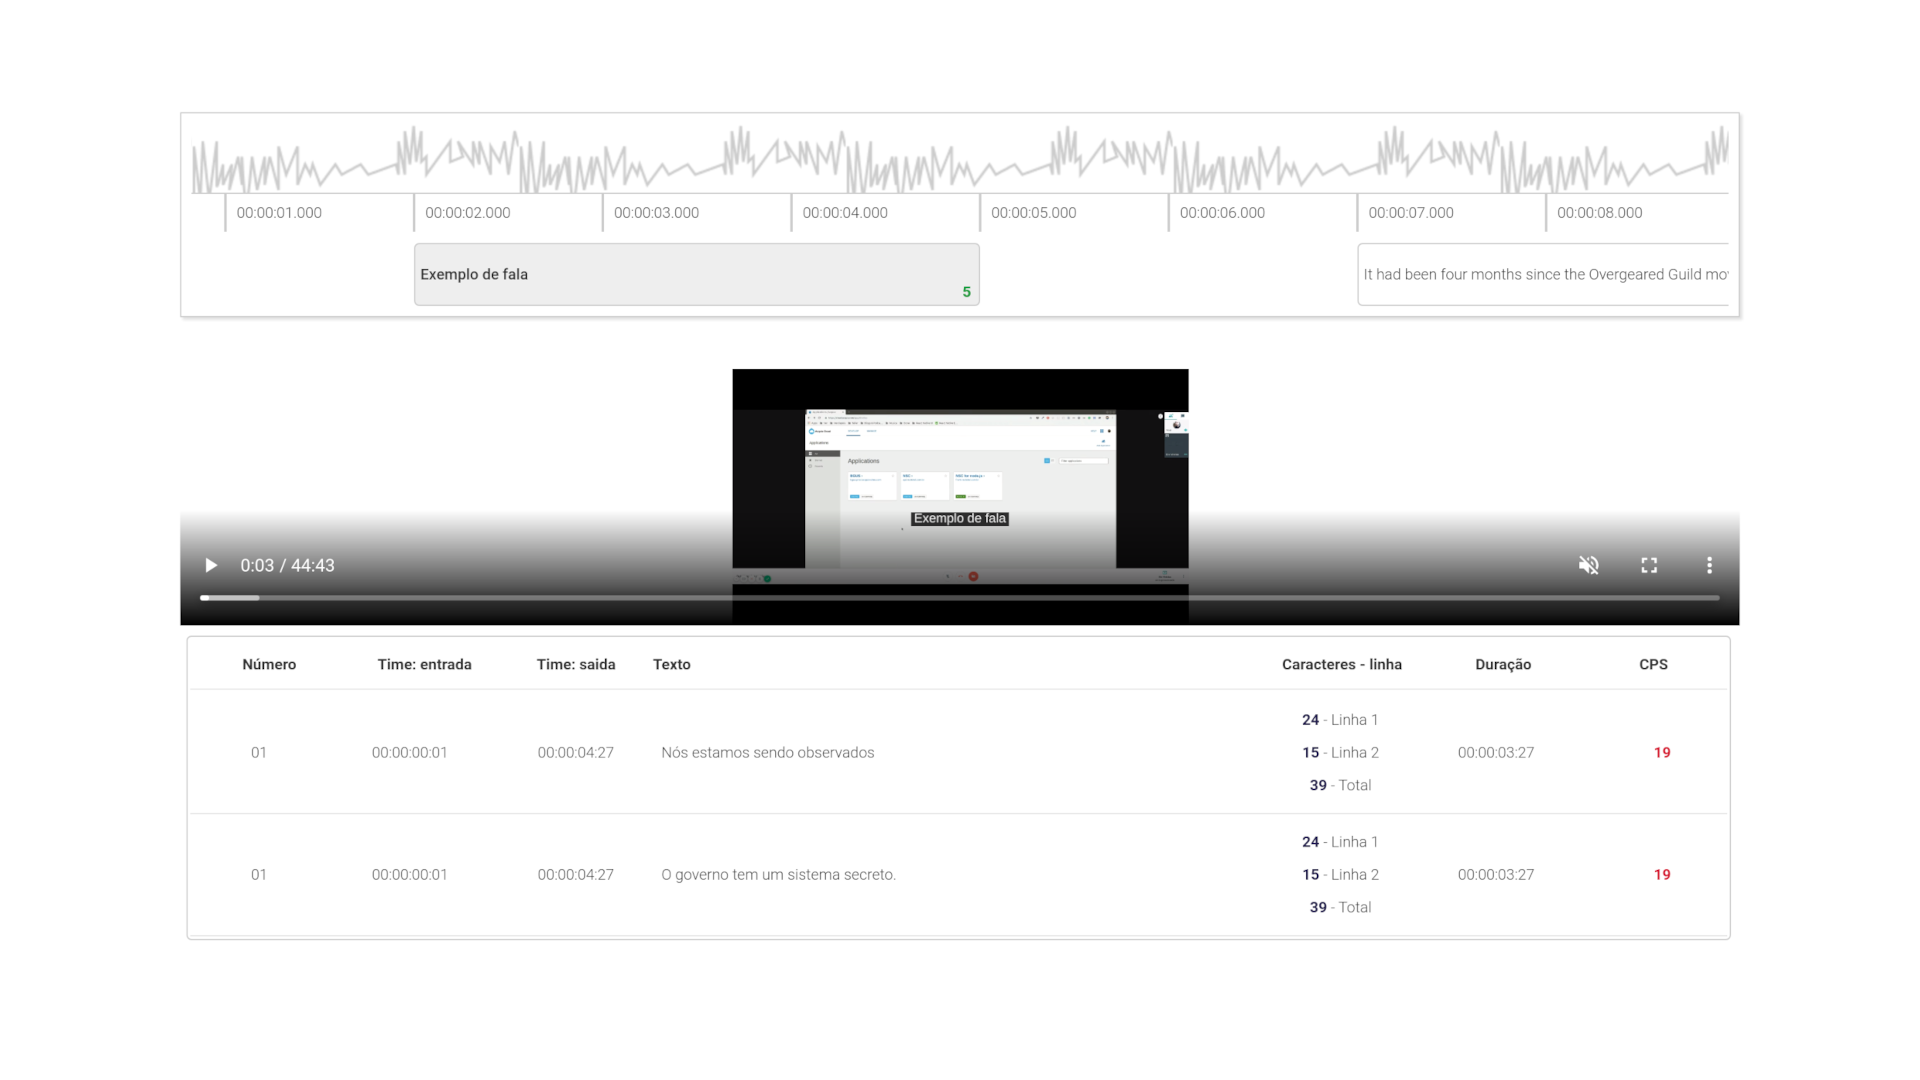 00:00:01.000 00:00:02.000 00:00:03.000 00:00:04.000 00:00:05.000 00:00:06.000 00:00:07.000 00:00:08.000
Exemplo de fala It had been four months since the Overgeared Guild
5
Applications
Exemplo de fala
0:03 / 44:43
Número Time: entrada Time: saida Texto Caracteres - linha Duração CPS
24 - Linha 1
01 00:00:00:01 00:00:04:27 Nós estamos sendo observados 15 - Linha 2 00:00:03:27 19
39 - Total
24 - Linha 1
01 00:00:00:01 00:00:04:27 O governo tem um sistema secreto. 15 - Linha 2 00:00:03:27 19
39 - Total